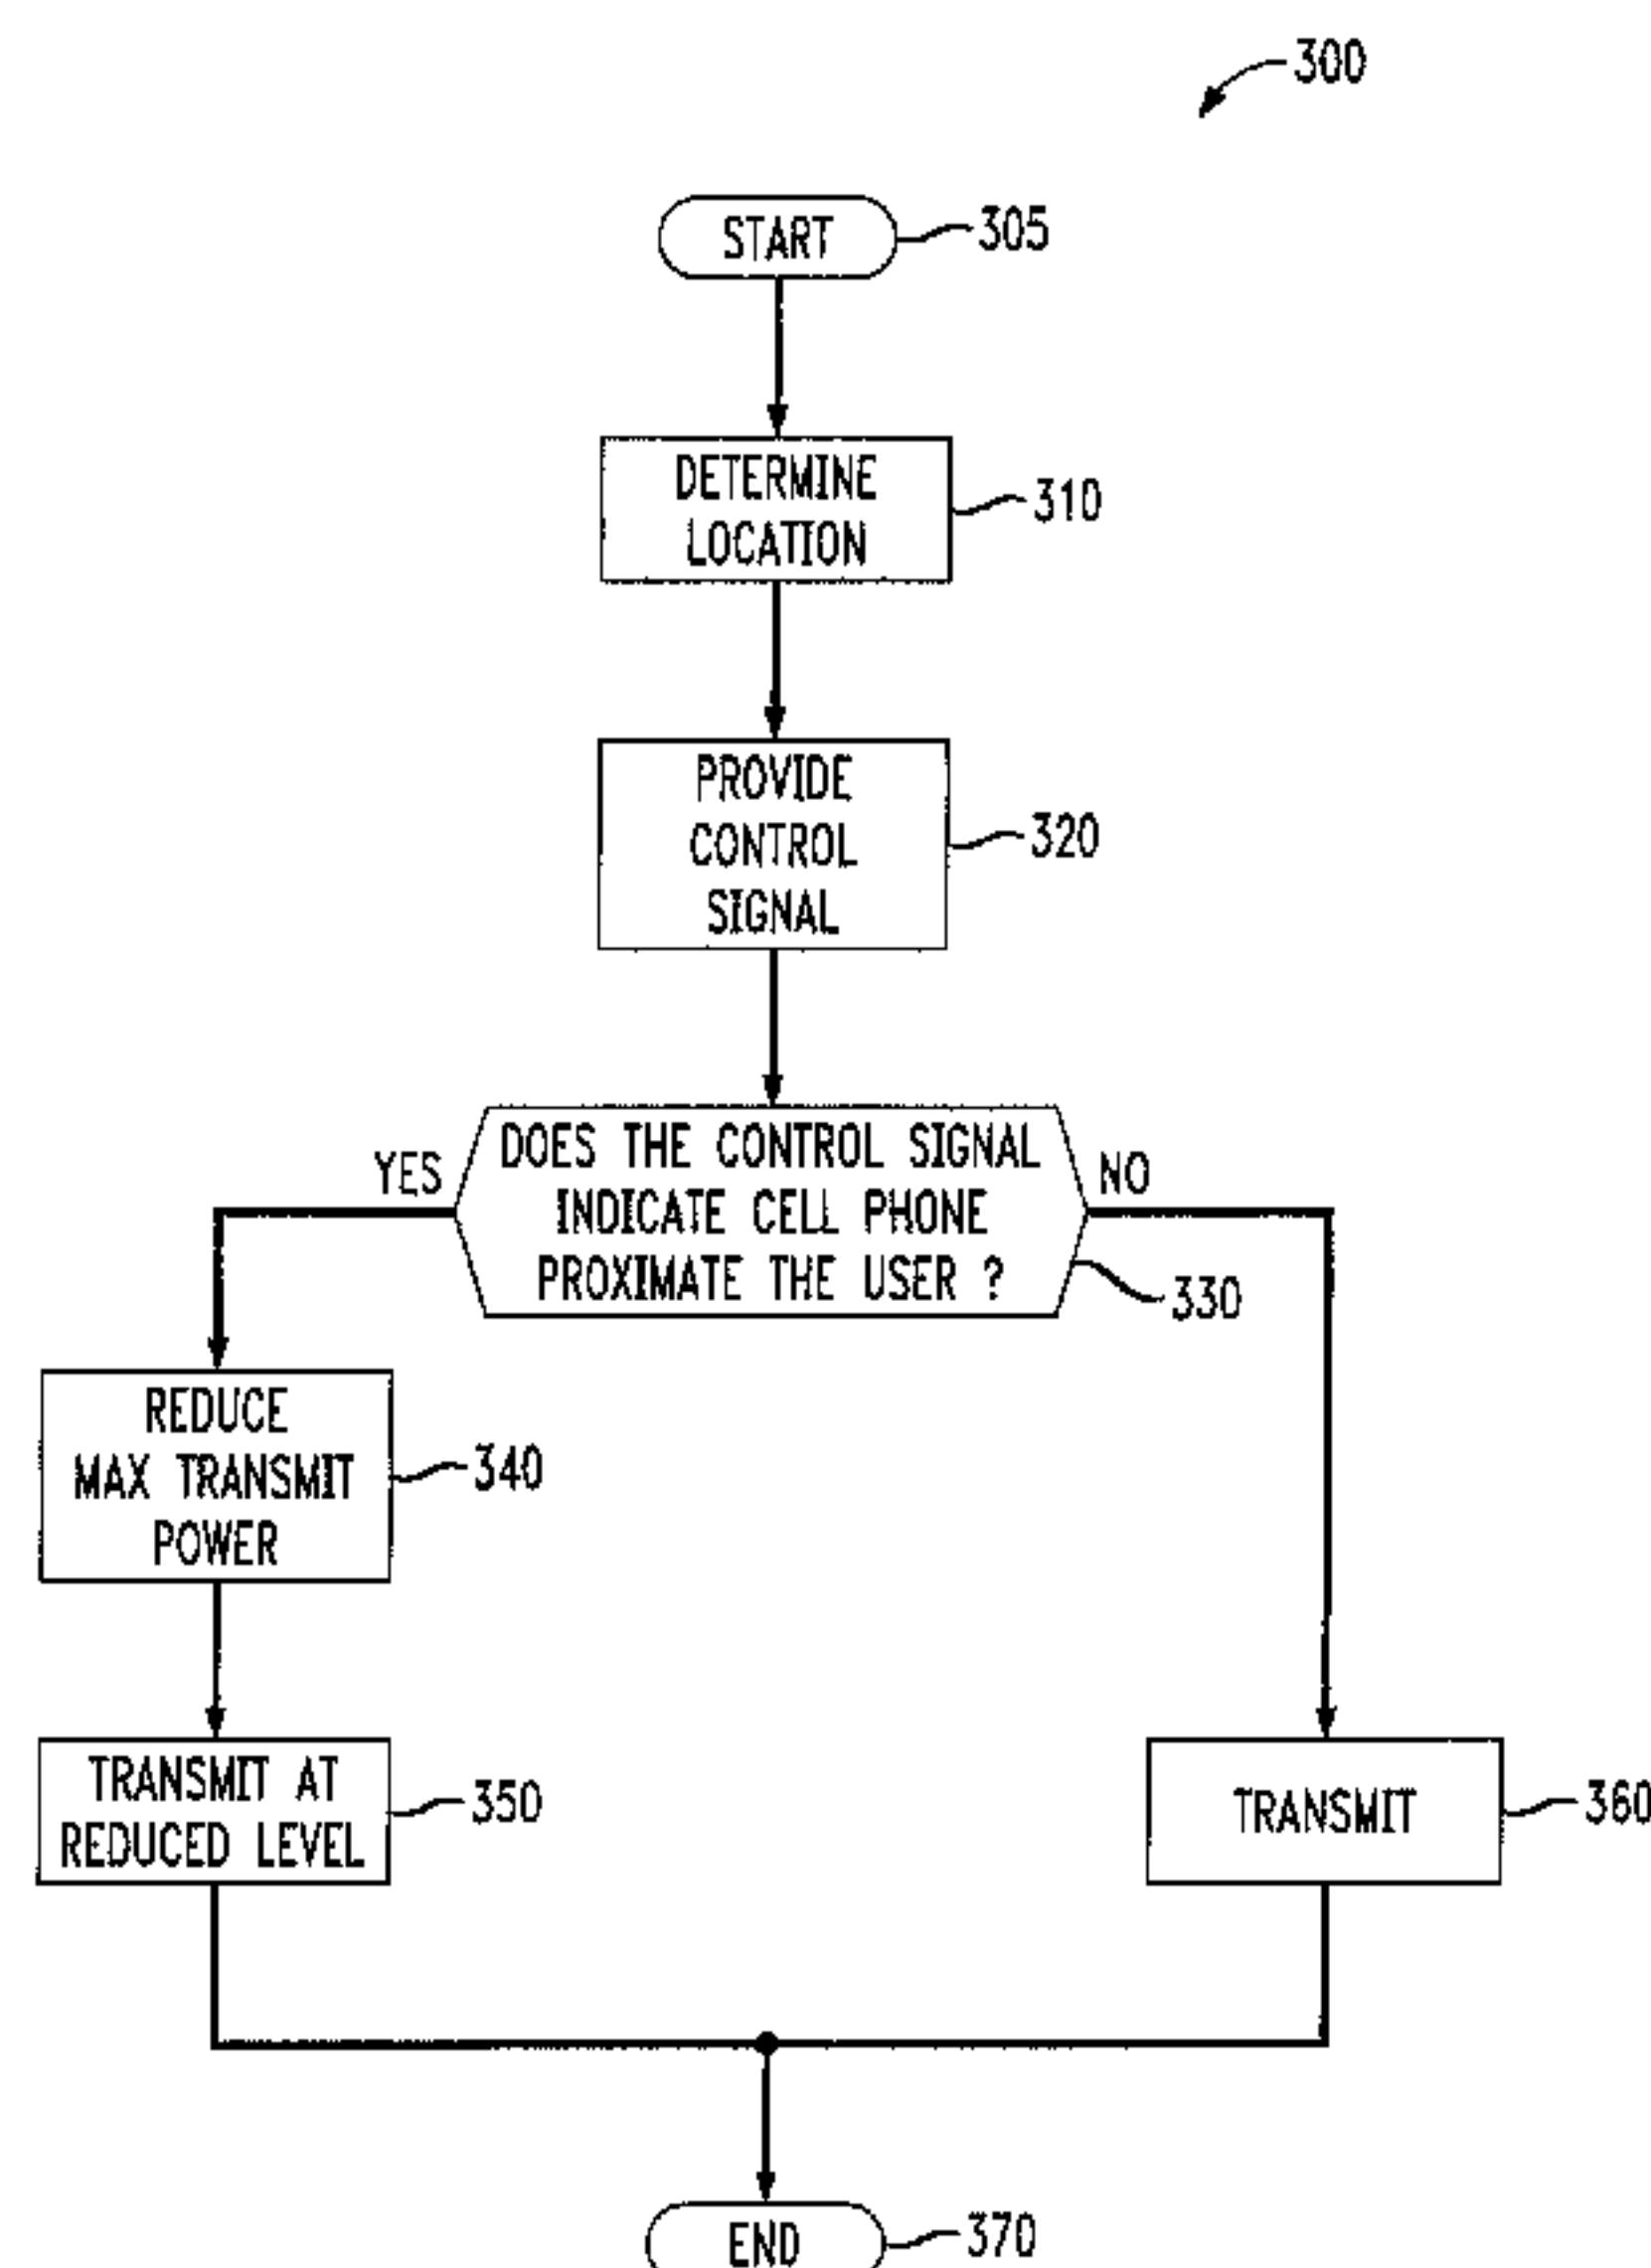 300
START
305
DETERMINE
LOCATION
310
PROVIDE
CONTROL
SIGNAL
320
DOES THE CONTROL SIGNAL
INDICATE CELL PHONE
PROXIMATE THE USER ?
YES
NO
330
REDUCE
MAX TRANSMIT
POWER
340
TRANSMIT AT
REDUCED LEVEL
350
TRANSMIT
360
END
370